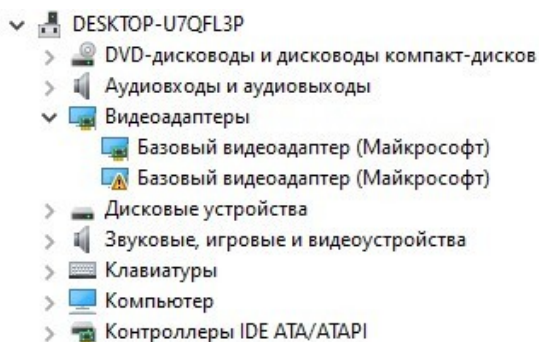 DESKTOP-U7QFL3P
DVD-дисководы и дисководы компакт-дисков
Аудиовходы и аудиовыходы
Видеоадаптеры
Базовый видеоадаптер (Майкрософт)
Базовый видеоадаптер (Майкрософт)
Дисковые устройства
Звуковые, игровые и видеоустройства
Клавиатуры
Компьютер
Контроллеры IDE ATA/ATAPI